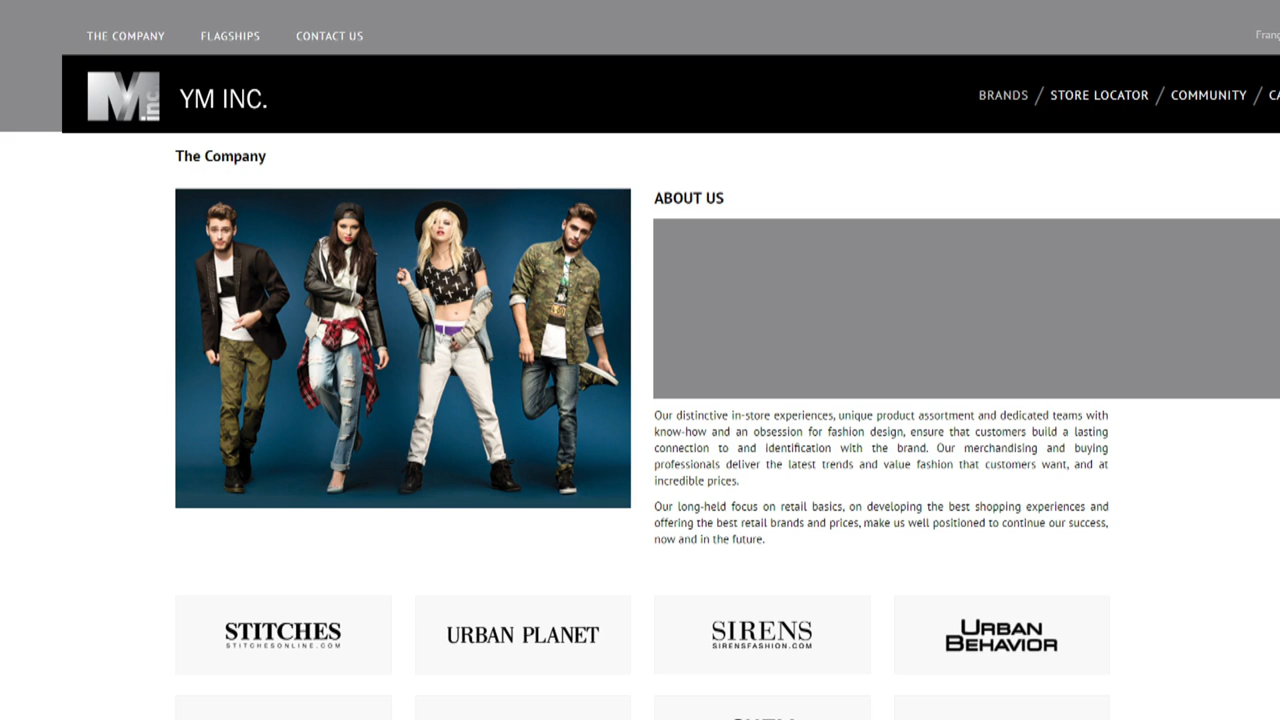 THE COMPANY FLAGSHIPS CONTACT US
M inc YM INC.
BRANDS / STORE LOCATOR / COMMUNITY /
The Company
ABOUT US
Our distinctive in-store experiences, unique product assortment and dedicated teams with
know-how and an obsession for fashion design, ensure that customers build a lasting
connection to and identification with the brand. Our merchandising and buying
professionals deliver the latest trends and value fashion that customers want, and at
incredible prices.
Our long-held focus on retail basics, on developing the best shopping experiences and
offering the best retail brands and prices, make us well positioned to continue our success,
now and in the future.
STITCHES
STITCHESONLINE.COM
URBAN PLANET
SIRENS
SIRENSFASHION.COM
URBAN
BEHAVIOR